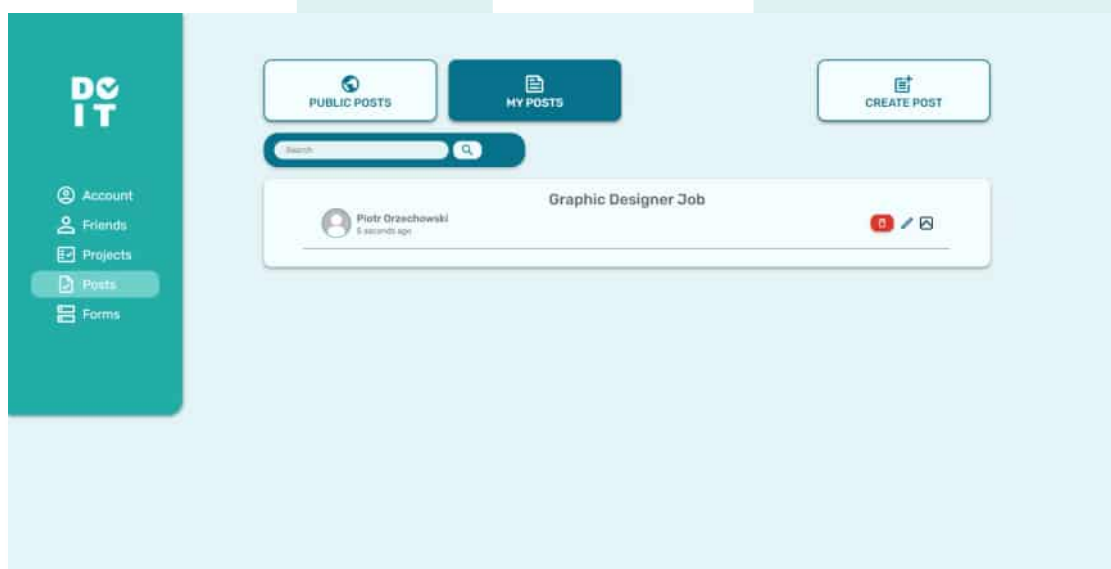 DO
IT
Account
Friends
Projects
Posts
Forms
PUBLIC POSTS
MY POSTS
CREATE POST
Search
Graphic Designer Job
Piotr Orzechowski
5 seconds ago